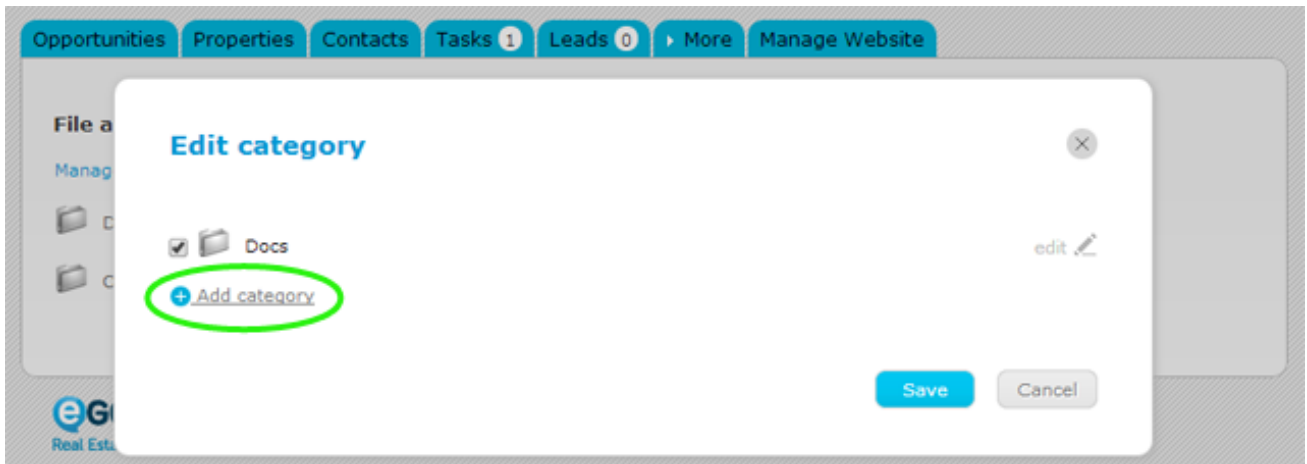 Opportunities Properties Contacts Tasks 1 Leads 0 More Manage Website
File a
Edit category
Manag
D
Docs
edit
C
Add category
Save
Cancel
eG
Real Esta